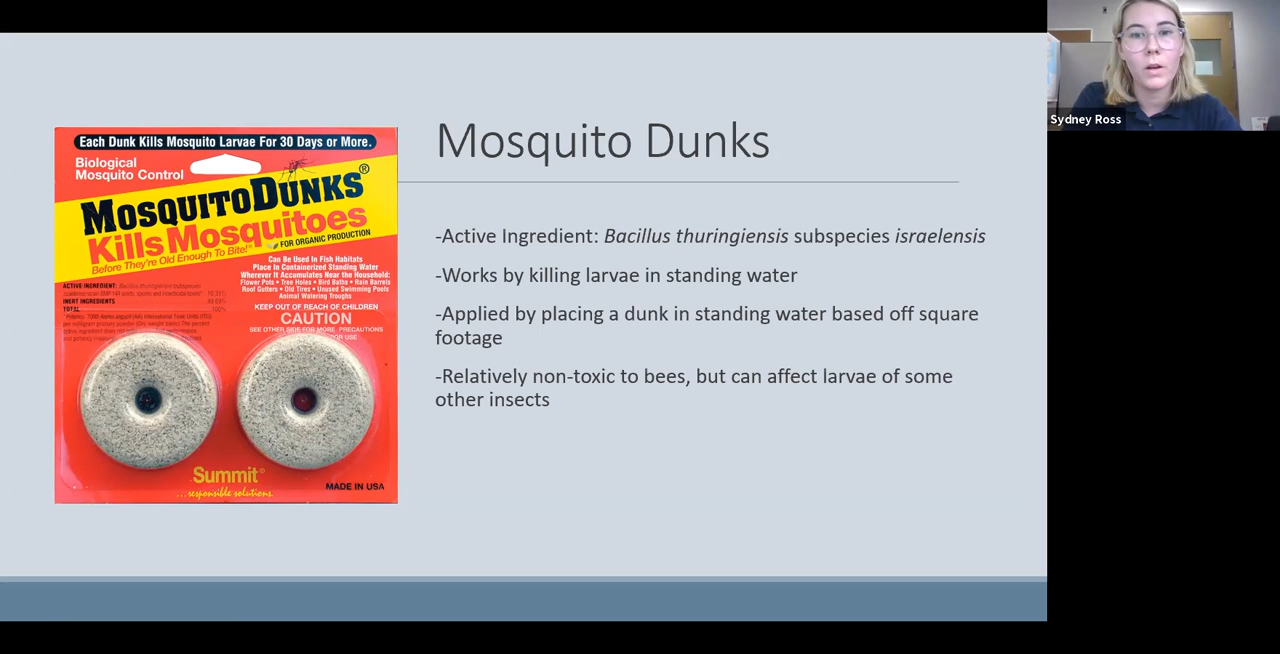 Each Dunk Kills Mosquito Larvae For 30 Days or More.
Biological
Mosquito Control
MOSQUITO DUNKS®
Kills Mosquitoes
Before They're Old Enough To Bite!
FOR ORGANIC PRODUCTION
Can Be Used In Fish Habitats
Place In Containerized Standing Water
Wherever It Accumulates Near the Household:
Flower Pots • Tree Holes • Bird Baths • Rain Barrels
Roof Gutters • Old Tires • Unused Swimming Pools
Animal Watering Troughs
KEEP OUT OF REACH OF CHILDREN
CAUTION
SEE OTHER SIDE FOR MORE PRECAUTIONS
FOR USE
ACTIVE INGREDIENT: Bacillus thuringiensis subspecies
INERT INGREDIENTS
TOTAL
Summit®
...responsible solutions.
MADE IN USA
Mosquito Dunks
-Active Ingredient: Bacillus thuringiensis subspecies israelensis
-Works by killing larvae in standing water
-Applied by placing a dunk in standing water based off square
footage
-Relatively non-toxic to bees, but can affect larvae of some
other insects
Sydney Ross